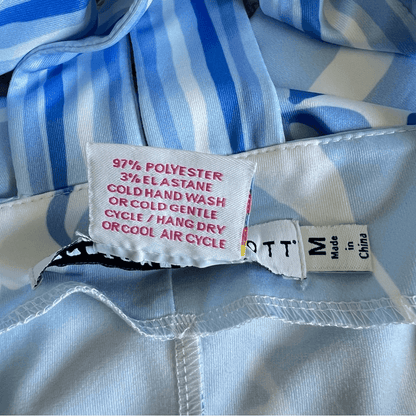 97% POLYESTER
3% ELASTANE
COLD HAND WASH
OR COLD GENTLE
CYCLE / HANG DRY
OR COOL AIR CYCLE
OTT
M
Made
in
China